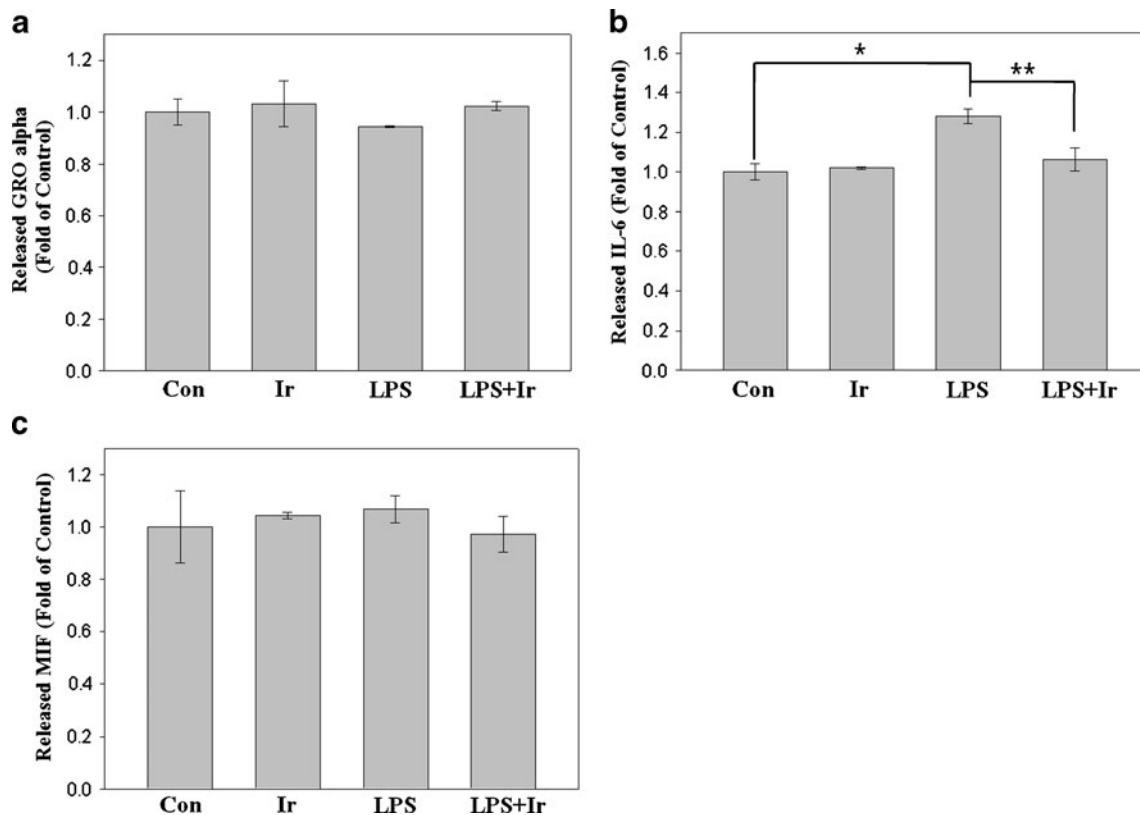 a
Released GRO alpha
(Fold of Control)
1.2
1.0
0.8
0.6
0.4
0.2
0.0
Con Ir LPS LPS+Ir
b
Released IL-6 (Fold of Control)
1.6
1.4
1.2
1.0
0.8
0.6
0.4
0.2
0.0
*
**
Con Ir LPS LPS+Ir
c
Released MIF (Fold of Control)
1.2
1.0
0.8
0.6
0.4
0.2
0.0
Con Ir LPS LPS+Ir